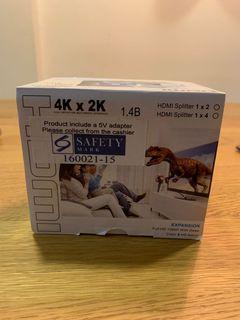 HDMI
4K x 2K
1.4B
HDMI Splitter 1 x 2
HDMI Splitter 1 x 4
Product include a 5V adapter
Please collect from the cashier
S
SAFETY
MARK
160021-15
EXPANSION